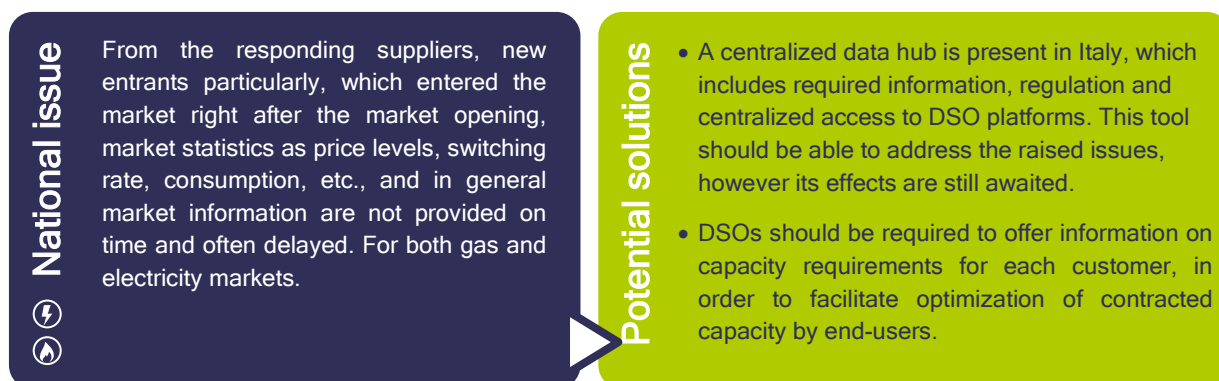 National issue
From the responding suppliers, new
entrants particularly, which entered the
market right after the market opening,
market statistics as price levels, switching
rate, consumption, etc., and in general
market information are not provided on
time and often delayed. For both gas and
electricity markets.
Potential solutions
• A centralized data hub is present in Italy, which
includes required information, regulation and
centralized access to DSO platforms. This tool
should be able to address the raised issues,
however its effects are still awaited.
• DSOs should be required to offer information on
capacity requirements for each customer, in
order to facilitate optimization of contracted
capacity by end-users.